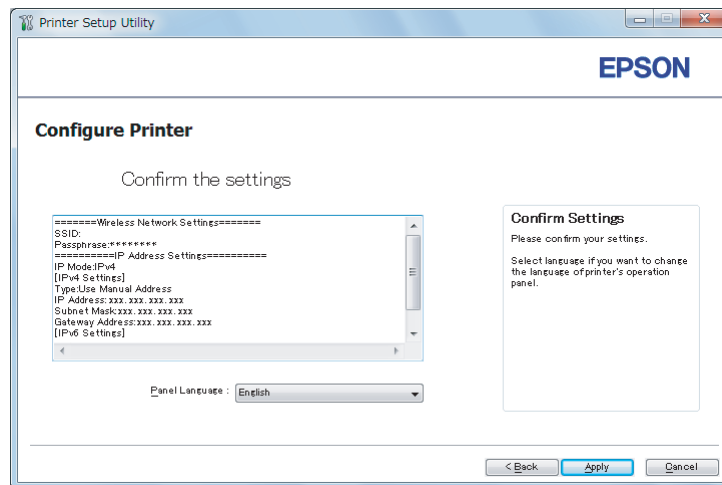 Printer Setup Utility
EPSON
Configure Printer
Confirm the settings
=======Wireless Network Settings=======
SSID:
Passphrase:********
==========IP Address Settings==========
IP Mode:IPv4
[IPv4 Settings]
Type:Use Manual Address
IP Address:xxx.xxx.xxx.xxx
Subnet Mask:xxx.xxx.xxx.xxx
Gateway Address:xxx.xxx.xxx.xxx
[IPv6 Settings]
Panel Language : English
Confirm Settings
Please confirm your settings.
Select language if you want to change
the language of printer's operation
panel.
< Back Apply Cancel